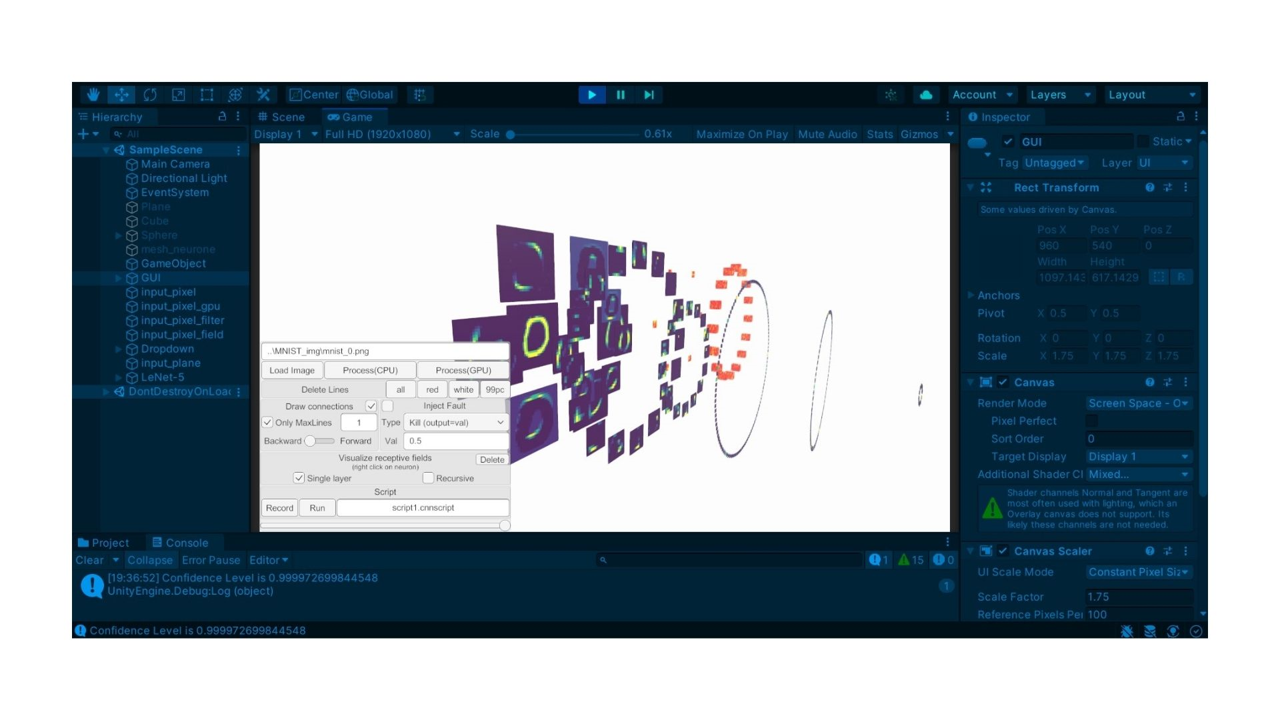 Center Global
Account Layers Layout
Hierarchy
Scene Game
Inspector
All
Display 1 Full HD (1920x1080) Scale 0.61x Maximize On Play Mute Audio Stats Gizmos
SampleScene
Main Camera
Directional Light
EventSystem
Plane
Cube
Sphere
mesh_neurone
GameObject
GUI
input_pixel
input_pixel_gpu
input_pixel_filter
input_pixel_field
Dropdown
input_plane
LeNet-5
DontDestroyOnLoad
...\MNIST_img\mnist_0.png
Load Image Process(CPU) Process(GPU)
Delete Lines all red white 99pc
Draw connections Inject Fault
Only MaxLines 1 Type Kill (output=val)
Backward Forward Val 0.5
Visualize receptive fields Delete
(right click on neuron)
Single layer Recursive
Script
Record Run script1.cnnscript
GUI Static
Tag Untagged Layer UI
Rect Transform
Some values driven by Canvas.
Pos X Pos Y Pos Z
960 540 0
Width Height
1097.143 617.1429 R
Anchors
Pivot X 0.5 Y 0.5
Rotation X 0 Y 0 Z 0
Scale X 1.75 Y 1.75 Z 1.75
Canvas
Render Mode Screen Space - O
Pixel Perfect
Sort Order 0
Target Display Display 1
Additional Shader Cl Mixed...
Shader channels Normal and Tangent are
most often used with lighting, which an
Overlay canvas does not support. Its
likely these channels are not needed.
Canvas Scaler
UI Scale Mode Constant Pixel Siz
Scale Factor 1.75
Reference Pixels Per 100
Project Console
Clear Collapse Error Pause Editor 1 15 0
[19:36:52] Confidence Level is 0.999972699844548
UnityEngine.Debug:Log (object) 1
Confidence Level is 0.999972699844548